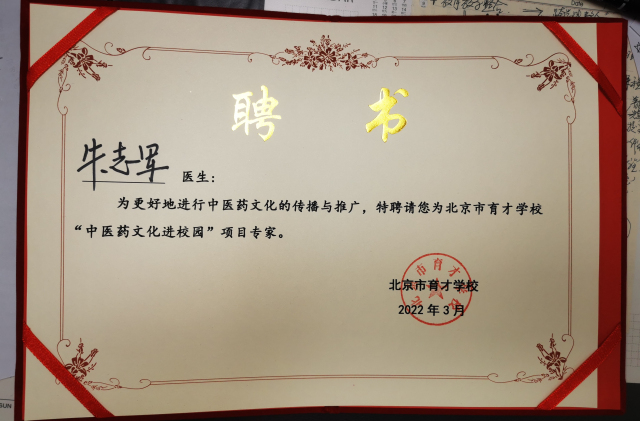 聘 书
朱志军 医生：
为更好地进行中医药文化的传播与推广，特聘请您为北京市育才学校
“中医药文化进校园”项目专家。
北京市育才学校
2022年3月